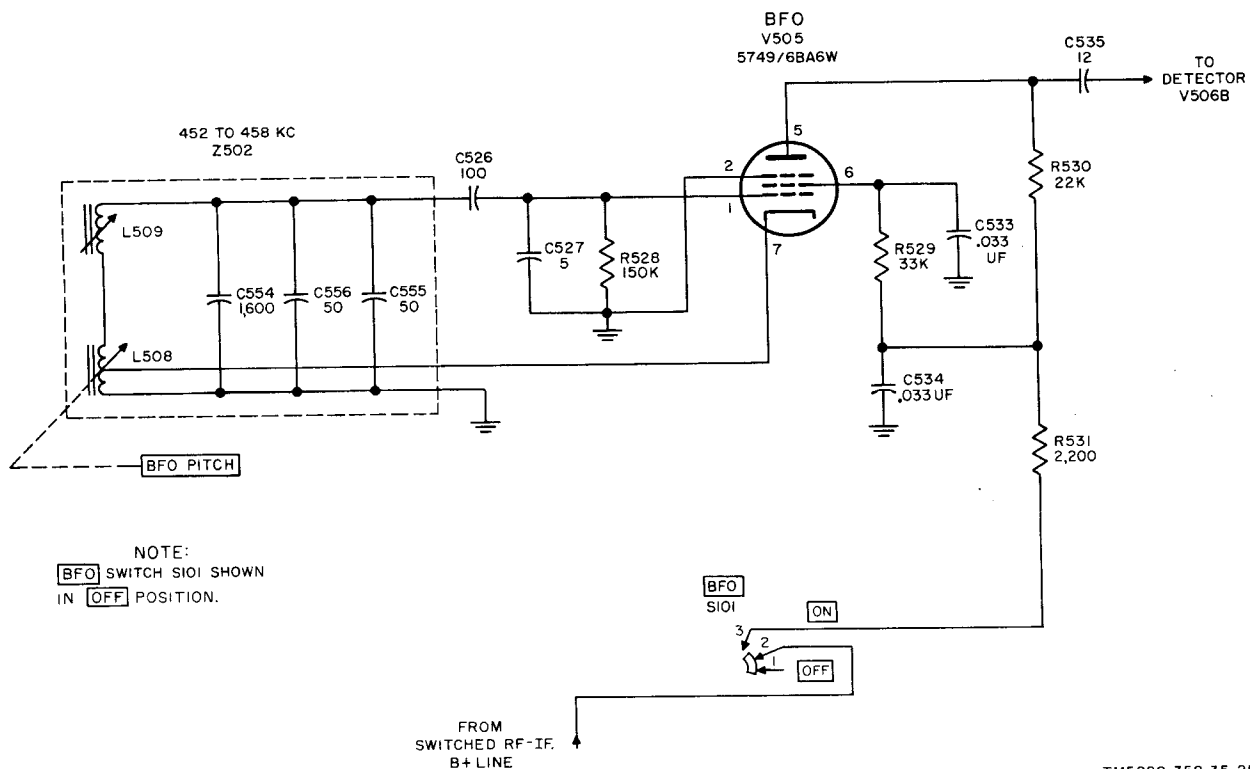 BFO
V505
5749/6BA6W
C535
12
TO
DETECTOR
V506B
452 TO 458 KC
Z502
C526
100
5
2
6
1
7
R530
22K
L509
C527
5
R528
150K
R529
33K
C533
.033
UF
C554
1,600
C556
50
C555
50
L508
C534
.033UF
R531
2,200
BFO PITCH
NOTE:
BFO SWITCH S101 SHOWN
IN OFF POSITION.
BFO
S101
ON
3
2
1
OFF
FROM
SWITCHED RF-IF.
B+ LINE